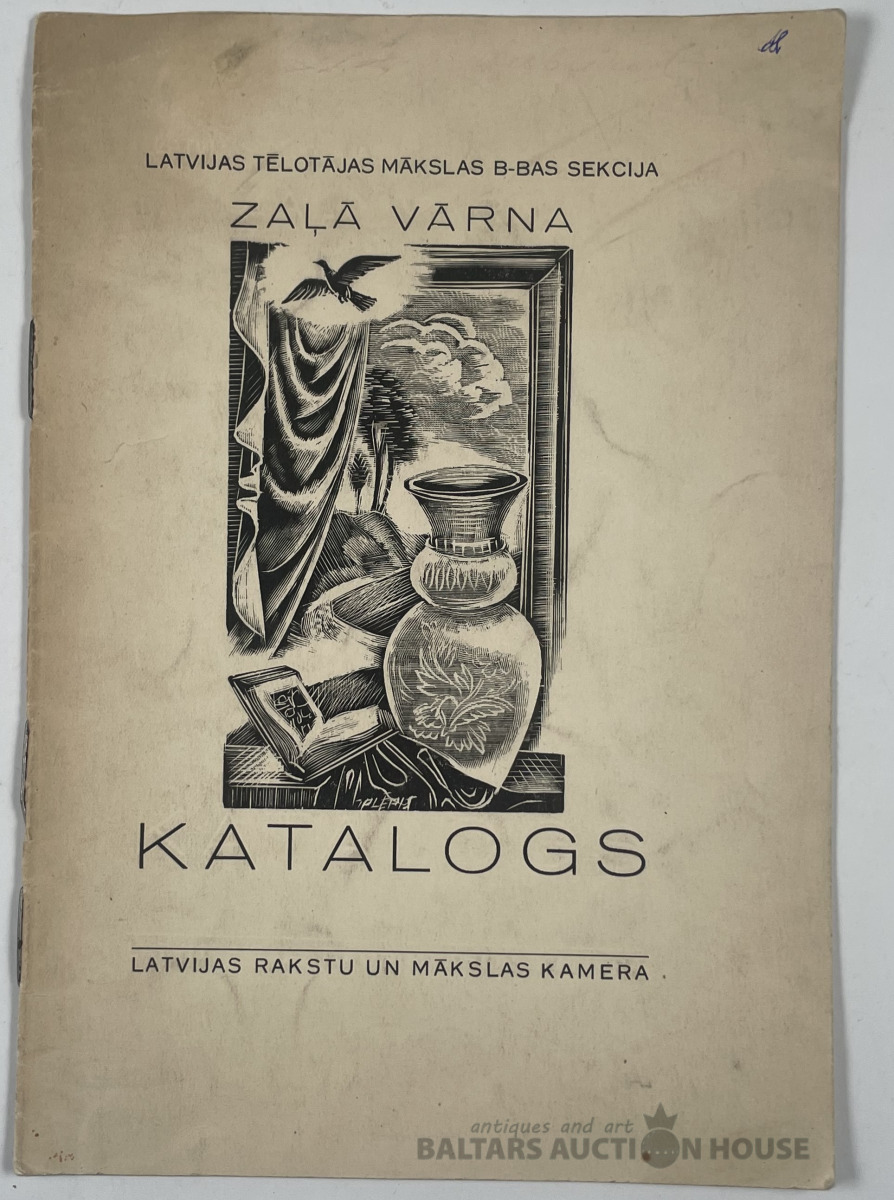 LATVIJAS TĒLOTĀJAS MĀKSLAS B-BAS SEKCIJA
ZAĻĀ VĀRNA
KATALOGS
LATVIJAS RAKSTU UN MĀKSLAS KAMERA
antiques and art
BALTARS AUCTION HOUSE